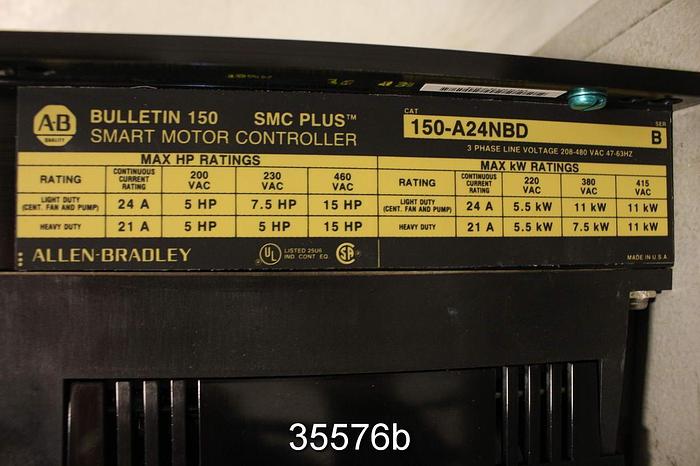 A-B
QUALITY
BULLETIN 150 SMC PLUS™
SMART MOTOR CONTROLLER
CAT
150-A24NBD
SER
B
3 PHASE LINE VOLTAGE 208-480 VAC 47-63HZ
MAX HP RATINGS
RATING CONTINUOUS CURRENT RATING 200 VAC 230 VAC 460 VAC
LIGHT DUTY (CENT. FAN AND PUMP) 24 A 5 HP 7.5 HP 15 HP
HEAVY DUTY 21 A 5 HP 5 HP 15 HP
MAX kW RATINGS
RATING CONTINUOUS CURRENT RATING 220 VAC 380 VAC 415 VAC
LIGHT DUTY (CENT. FAN AND PUMP) 24 A 5.5 kW 11 kW 11 kW
HEAVY DUTY 21 A 5.5 kW 7.5 kW 11 kW
ALLEN-BRADLEY
UL
LISTED 25U6
IND CONT EQ.
SA
MADE IN U.S.A
35576b